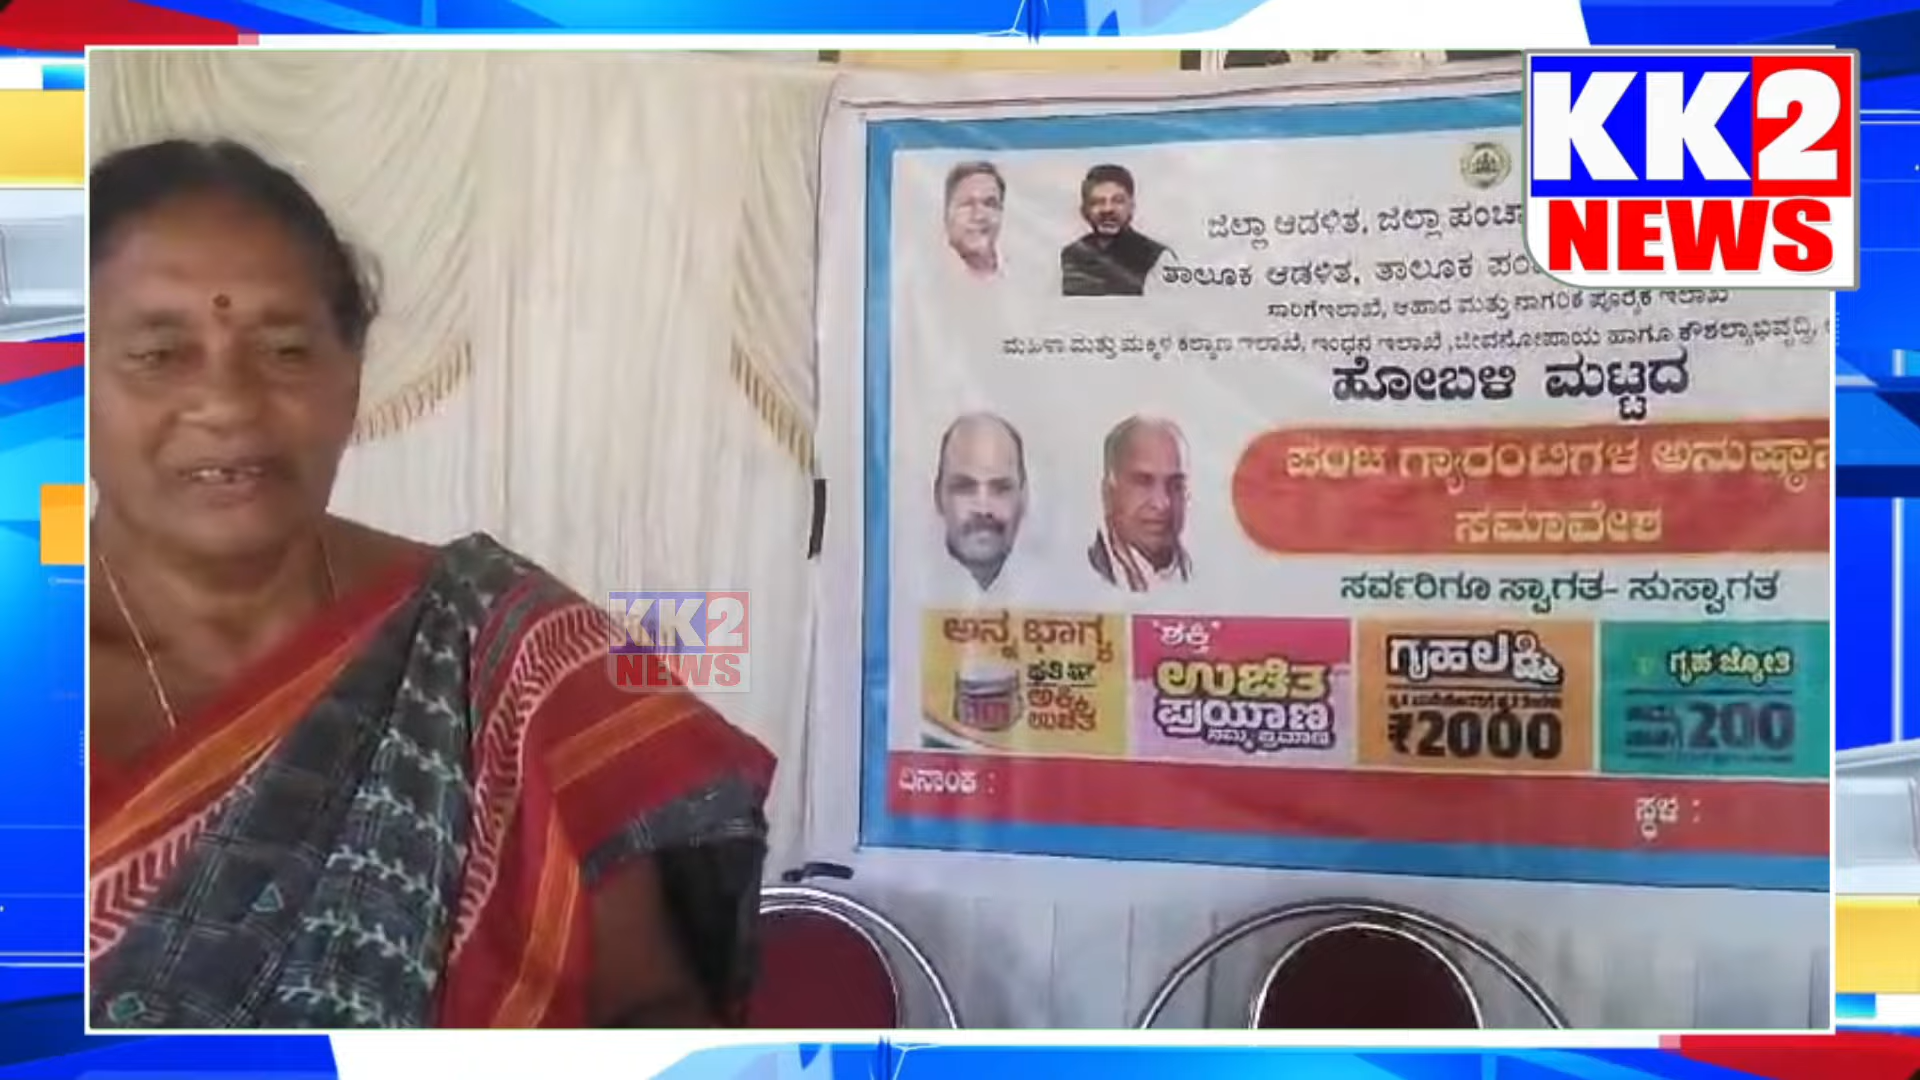 KK2
NEWS
ಜಿಲ್ಲಾ ಆಡಳಿತ, ಜಿಲ್ಲಾ
ತಾಲೂಕ ಆಡಳಿತ, ತಾಲೂಕ
ಸಾರಿಗೆಇಲಾಖೆ, ಆಹಾರ ಮತ್ತು ನಾಗರಿಕ ಪೂರೈಕೆ ಇಲಾಖೆ
ಮಹಿಳಾ ಮತ್ತು ಮಕ್ಕಳ ಕಲ್ಯಾಣ ಇಲಾಖೆ, ಇಂಧನ ಇಲಾಖೆ ,ಜೀವನೋಪಾಯ ಹಾಗೂ ಕೌಶಲ್ಯಾಭಿವೃದ್ಧಿ,
ಹೋಬಳಿ ಮಟ್ಟದ
ಪಂಚ ಗ್ಯಾರಂಟಿಗಳ
ಸಮಾವೇಶ
ಸರ್ವರಿಗೂ ಸ್ವಾಗತ- ಸುಸ್ವಾಗತ
ಅನ್ನ ಭಾಗ್ಯ
ಅಕ್ಕಿ
ಉಚಿತ
"ಶಕ್ತಿ"
ಉಚಿತ
ಪ್ರಯಾಣ
ಗೃಹಲಕ್ಷ್ಮಿ
₹2000
ಗೃಹ ಜ್ಯೋತಿ
200
ದಿನಾಂಕ :
ಸ್ಥಳ :
KK2
NEWS